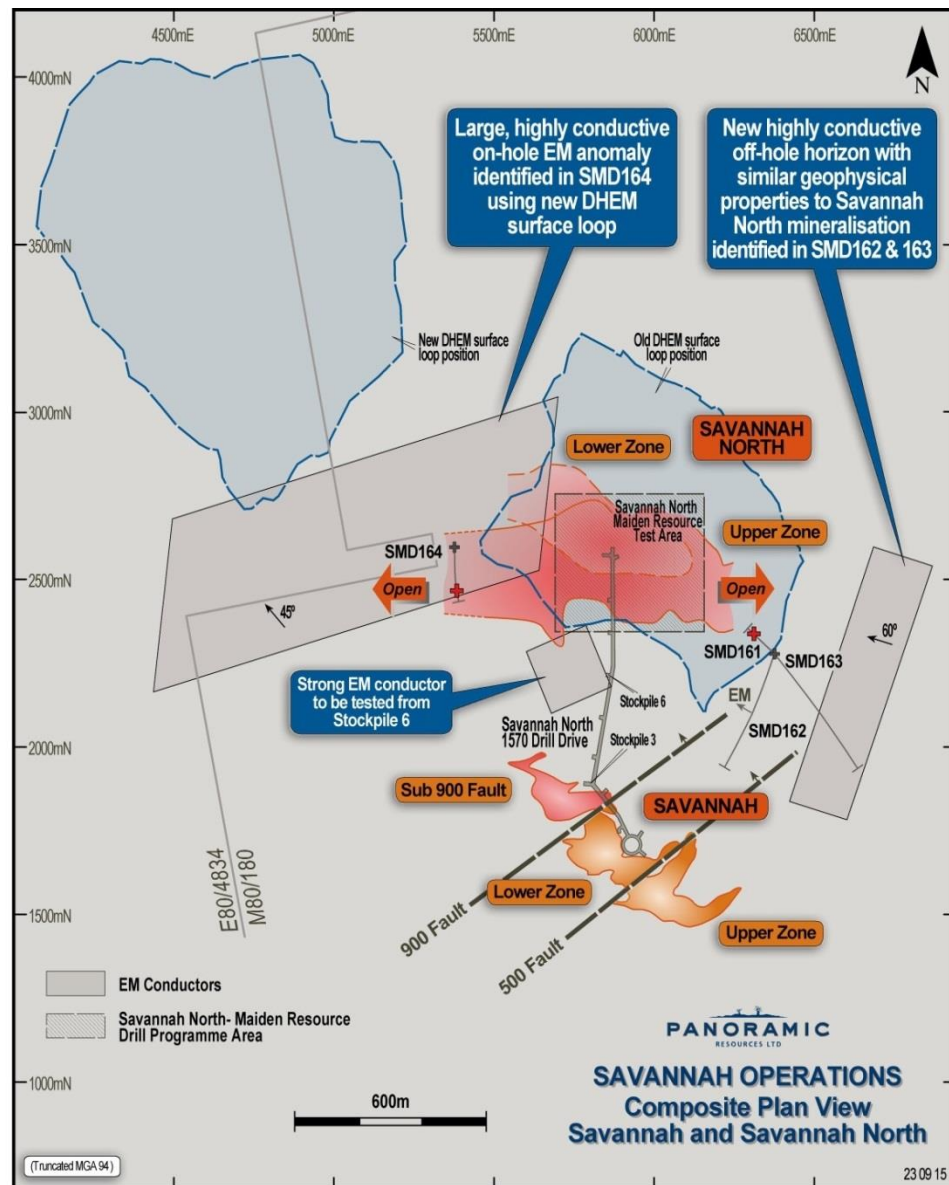 4500mE
5000mE
5500mE
6000mE
6500mE
4000mN
3500mN
3000mN
2500mN
2000mN
1500mN
1000mN
N
Large, highly conductive
on-hole EM anomaly
identified in SMD164
using new DHEM
surface loop
New highly conductive
off-hole horizon with
similar geophysical
properties to Savannah
North mineralisation
identified in SMD162 & 163
New DHEM surface
loop position
Old DHEM surface
loop position
Lower Zone
SAVANNAH
NORTH
Savannah North
Maiden Resource
Test Area
Upper Zone
SMD164
Open
Open
45º
60º
SMD161
SMD163
EM
SMD162
Strong EM conductor
to be tested from
Stockpile 6
Stockpile 6
Savannah North
1570 Drill Drive
Stockpile 3
Sub 900 Fault
SAVANNAH
Lower Zone
Upper Zone
900 Fault
500 Fault
E80/4834
M80/180
EM Conductors
Savannah North- Maiden Resource
Drill Programme Area
600m
PANORAMIC
RESOURCES LTD
SAVANNAH OPERATIONS
Composite Plan View
Savannah and Savannah North
(Truncated MGA 94 )
23 09 15